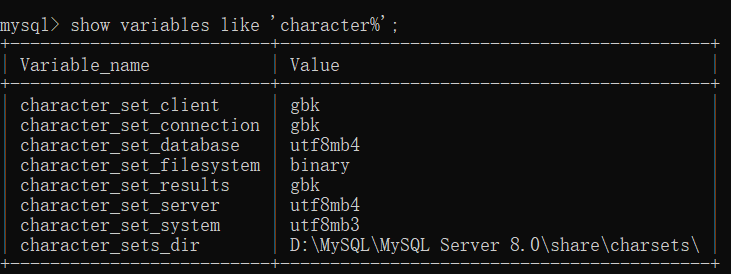 mysql> show variables like 'character%';
+--------------------------+--------------------------------------------+
| Variable_name            | Value                                      |
+--------------------------+--------------------------------------------+
| character_set_client     | gbk                                        |
| character_set_connection | gbk                                        |
| character_set_database   | utf8mb4                                    |
| character_set_filesystem | binary                                     |
| character_set_results    | gbk                                        |
| character_set_server     | utf8mb4                                    |
| character_set_system     | utf8mb3                                    |
| character_sets_dir       | D:\MySQL\MySQL Server 8.0\share\charsets\ |
+--------------------------+--------------------------------------------+